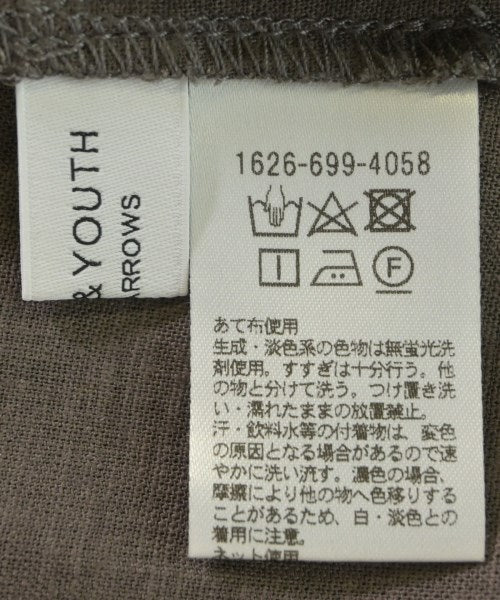 & YOUTH
ARROWS
1626-699-4058
F
あて布使用
生成・淡色系の色物は無蛍光洗
剤使用。すすぎは十分行う。他
の物と分けて洗う。つけ置き洗
い・濡れたままの放置禁止。
汗・飲料水等の付着物は、変色
の原因となる場合があるので速
やかに洗い流す。濃色の場合、
摩擦により他の物へ色移りする
ことがあるため、白・淡色との
着用に注意。
ネット使用